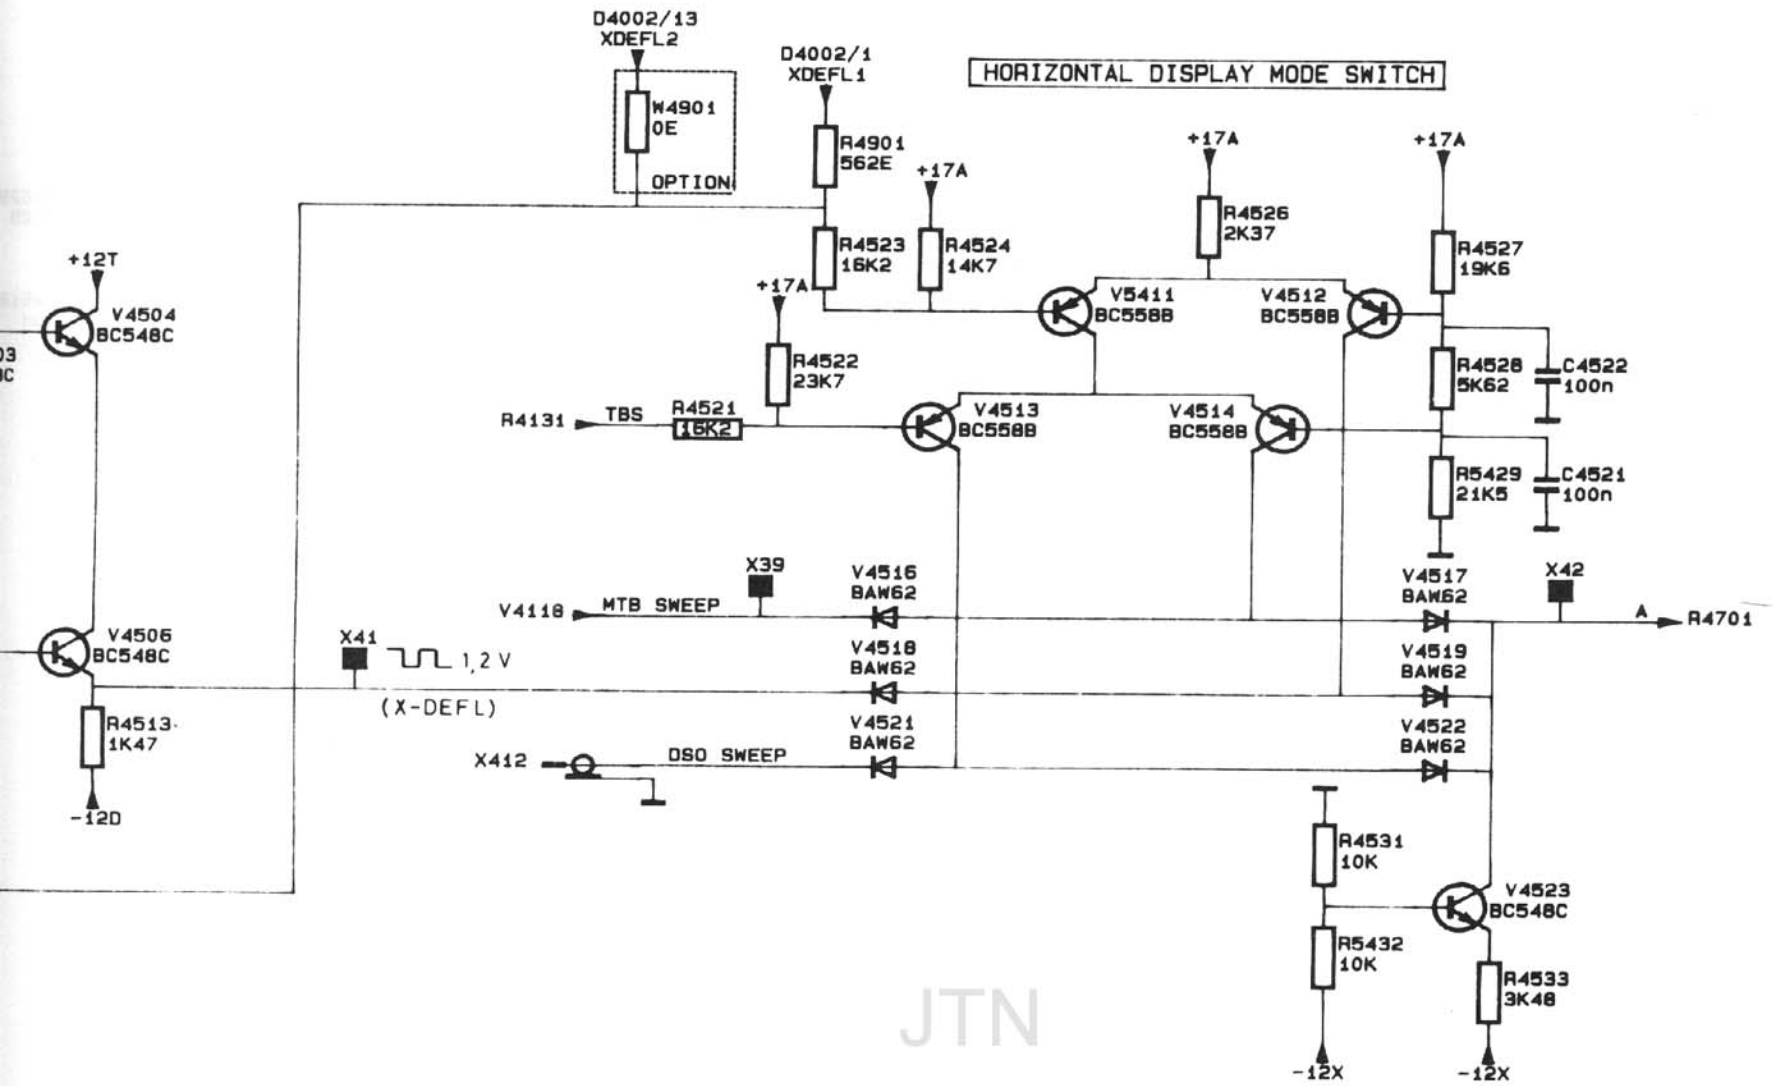 D4002/13
XDEFL2
D4002/1
XDEFL1
HORIZONTAL DISPLAY MODE SWITCH
W4901
0E
OPTION
R4901
562E
+17A
+17A
+17A
R4523
16K2
R4524
14K7
R4526
2K37
R4527
19K6
+12T
V4504
BC548C
03
+17A
V5411
BC558B
V4512
BC558B
R4522
23K7
R4528
5K62
C4522
100n
R4131
TBS
R4521
16K2
V4513
BC558B
V4514
BC558B
R5429
21K5
C4521
100n
X39
V4516
BAW62
V4517
BAW62
X42
V4118
MTB SWEEP
A
R4701
V4506
BC548C
X41
1,2 V
V4518
BAW62
V4519
BAW62
(X-DEFL)
R4513
1K47
V4521
BAW62
V4522
BAW62
X412
DSO SWEEP
-12D
R4531
10K
V4523
BC548C
R5432
10K
R4533
3K48
JTN
-12X
-12X